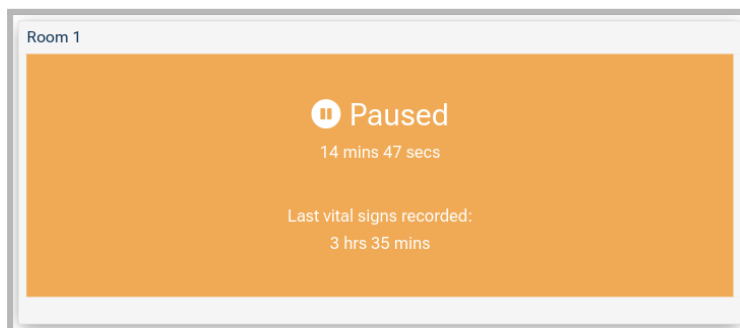 Room 1
Paused
14 mins 47 secs
Last vital signs recorded:
3 hrs 35 mins